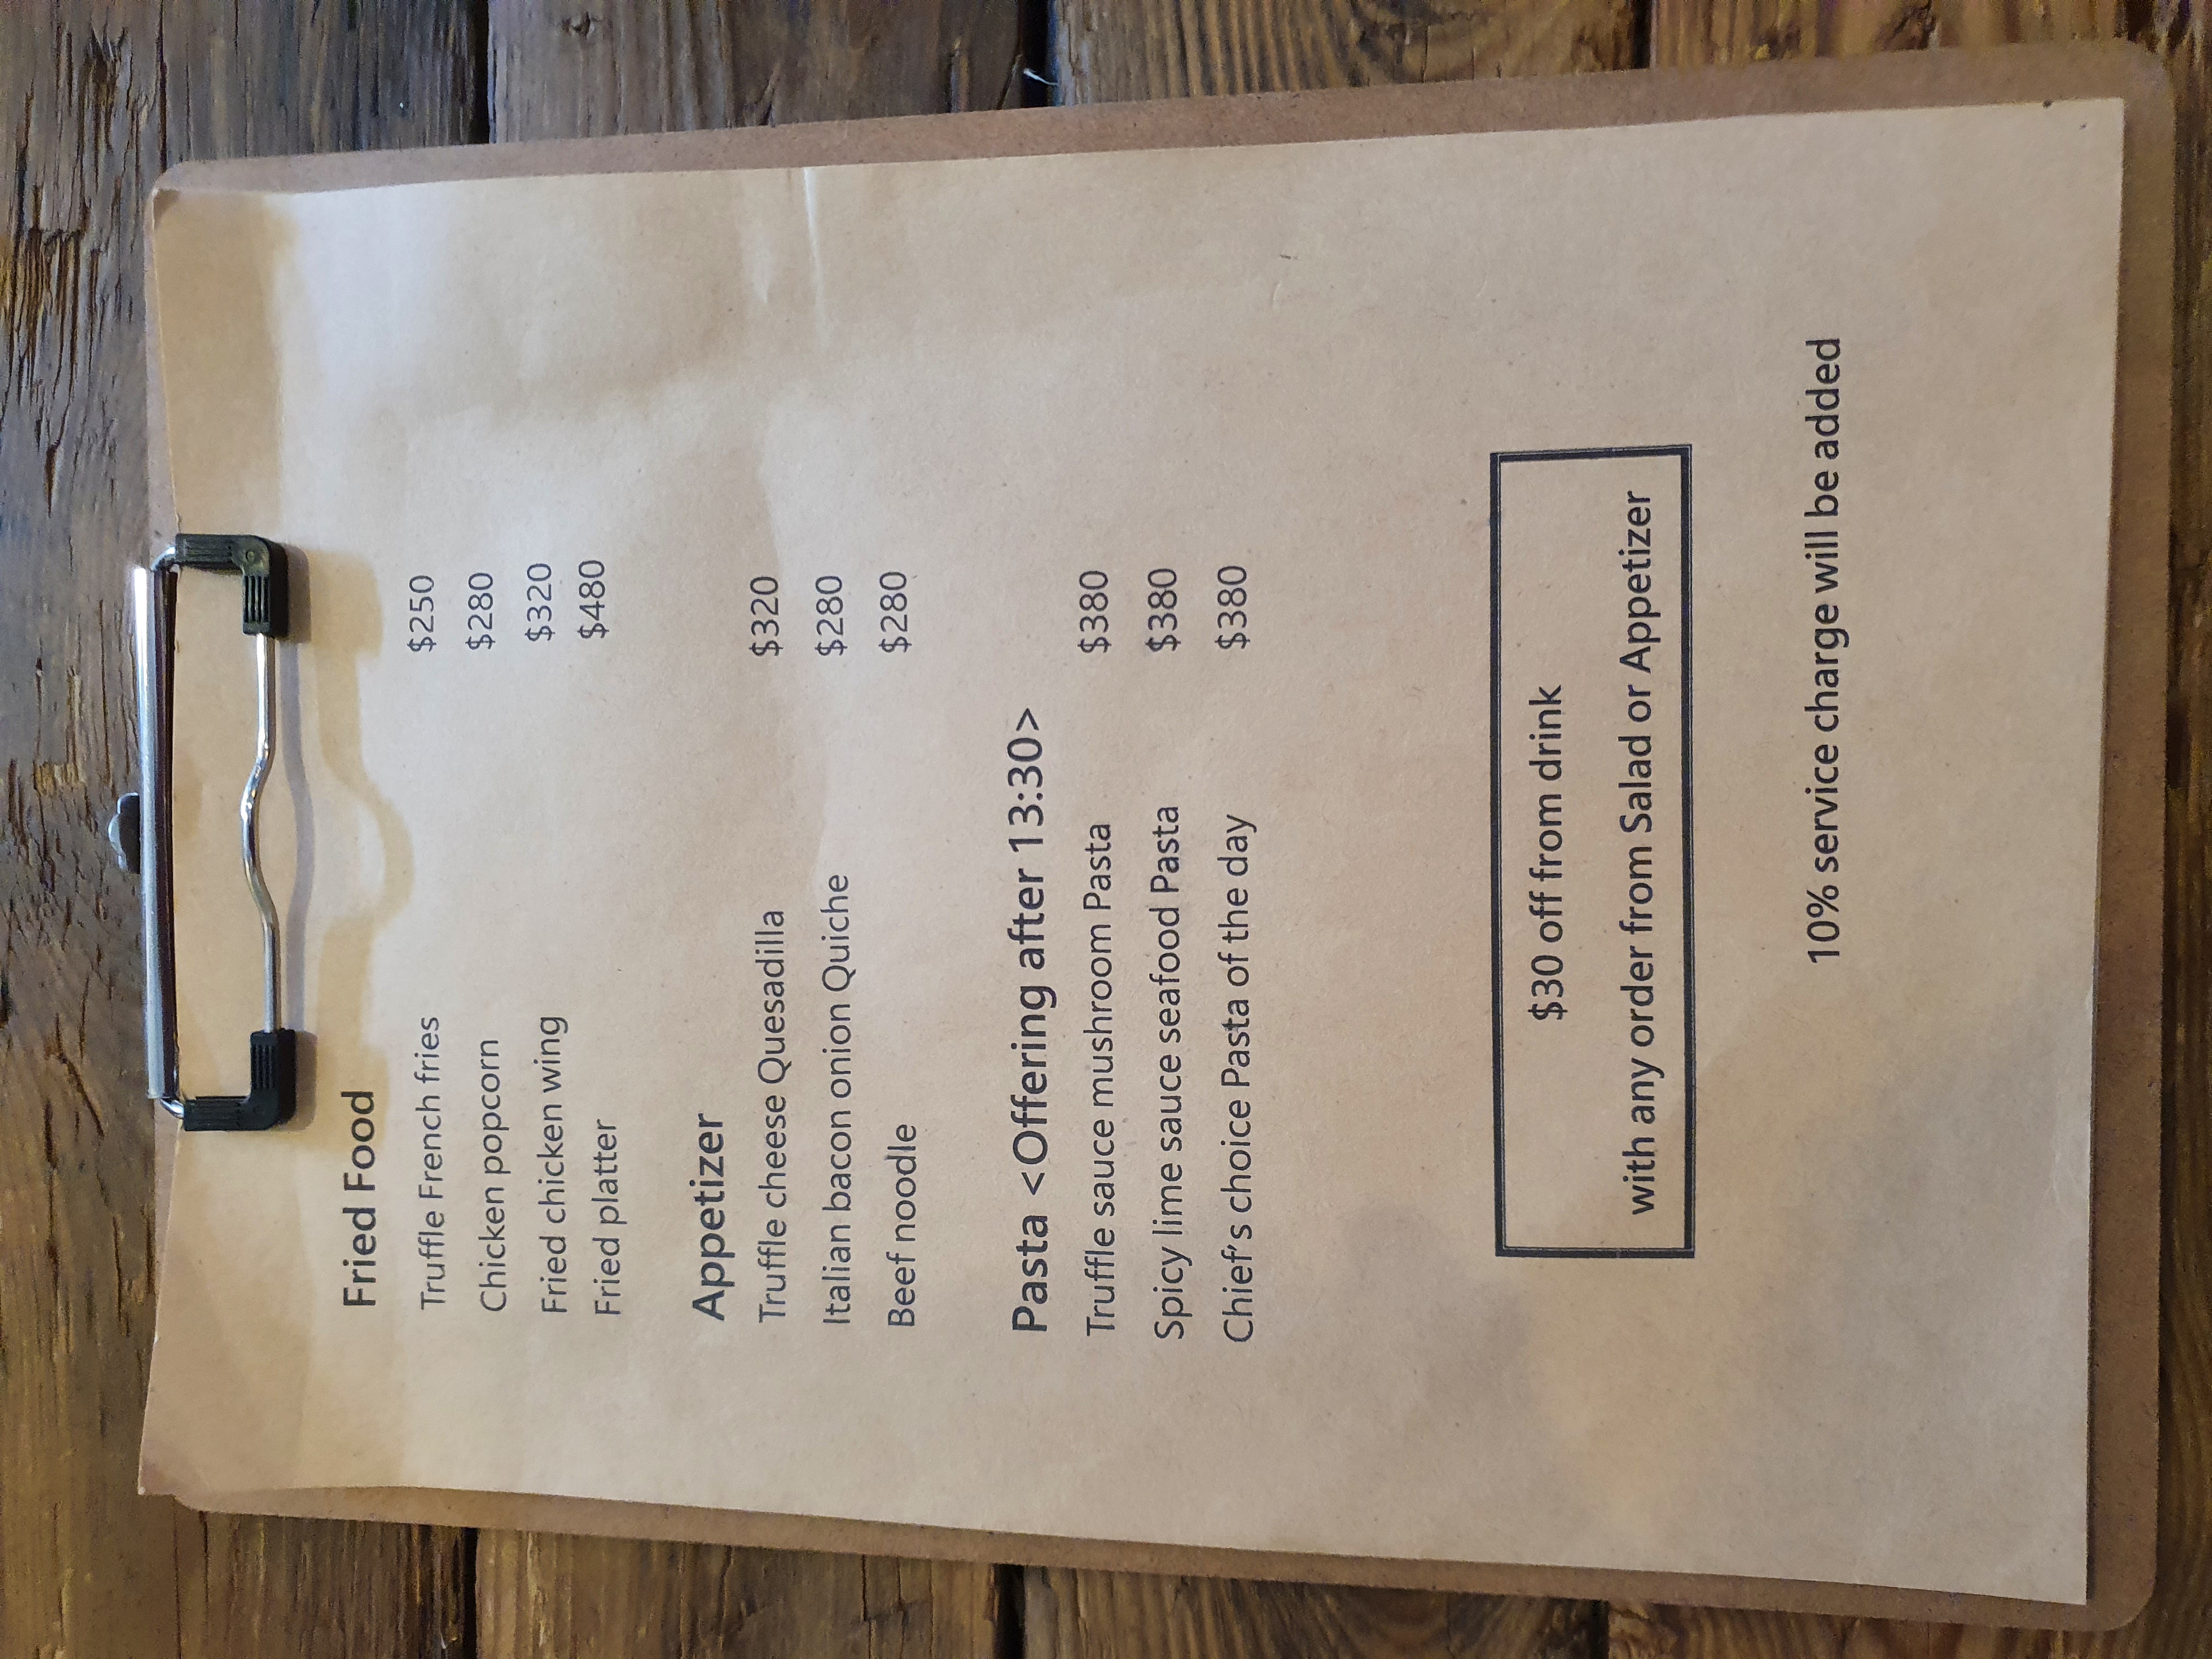 Fried Food
Truffle French fries $250
Chicken popcorn $280
Fried chicken wing $320
Fried platter $480
Appetizer
Truffle cheese Quesadilla $320
Italian bacon onion Quiche $280
Beef noodle $280
Pasta <Offering after 13:30>
Truffle sauce mushroom Pasta $380
Spicy lime sauce seafood Pasta $380
Chief's choice Pasta of the day $380
$30 off from drink
with any order from Salad or Appetizer
10% service charge will be added